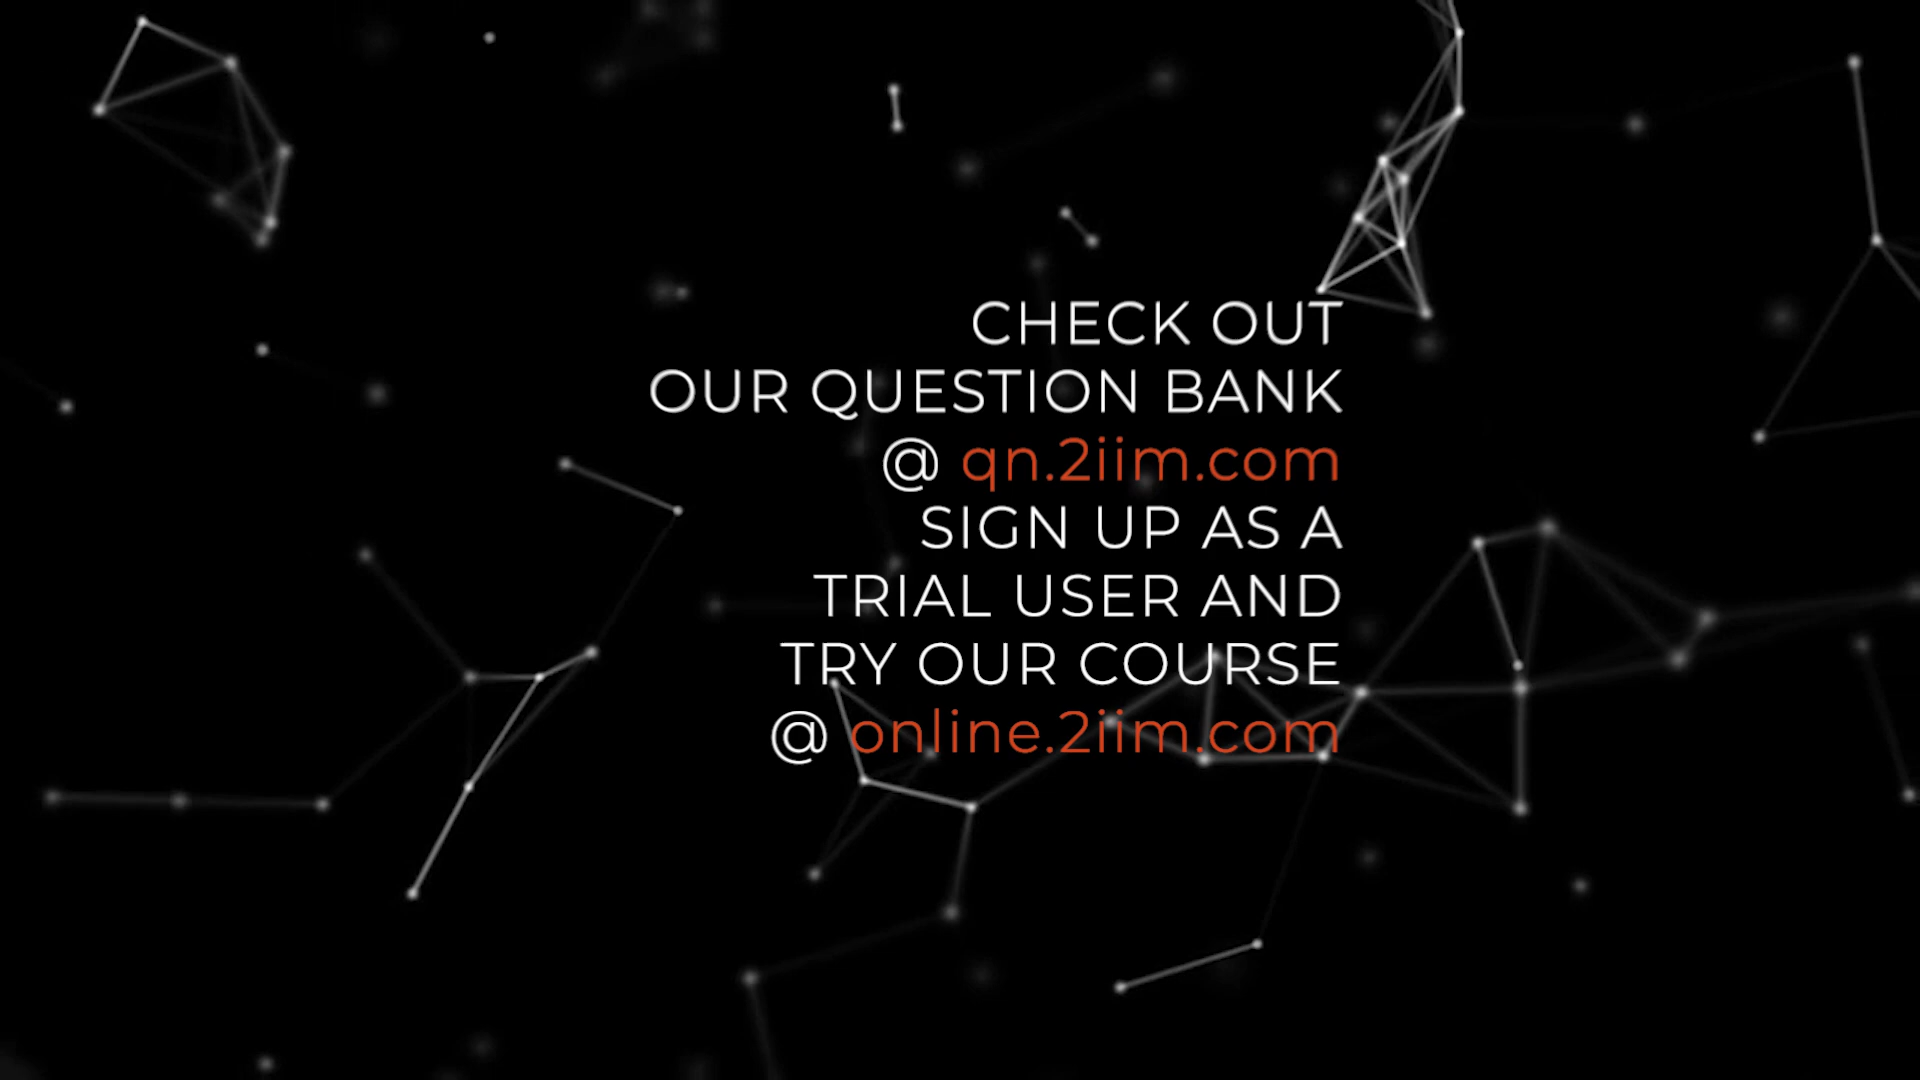 CHECK OUT
OUR QUESTION BANK
@ qn.2iim.com
SIGN UP AS A
TRIAL USER AND
TRY OUR COURSE
@ online.2iim.com